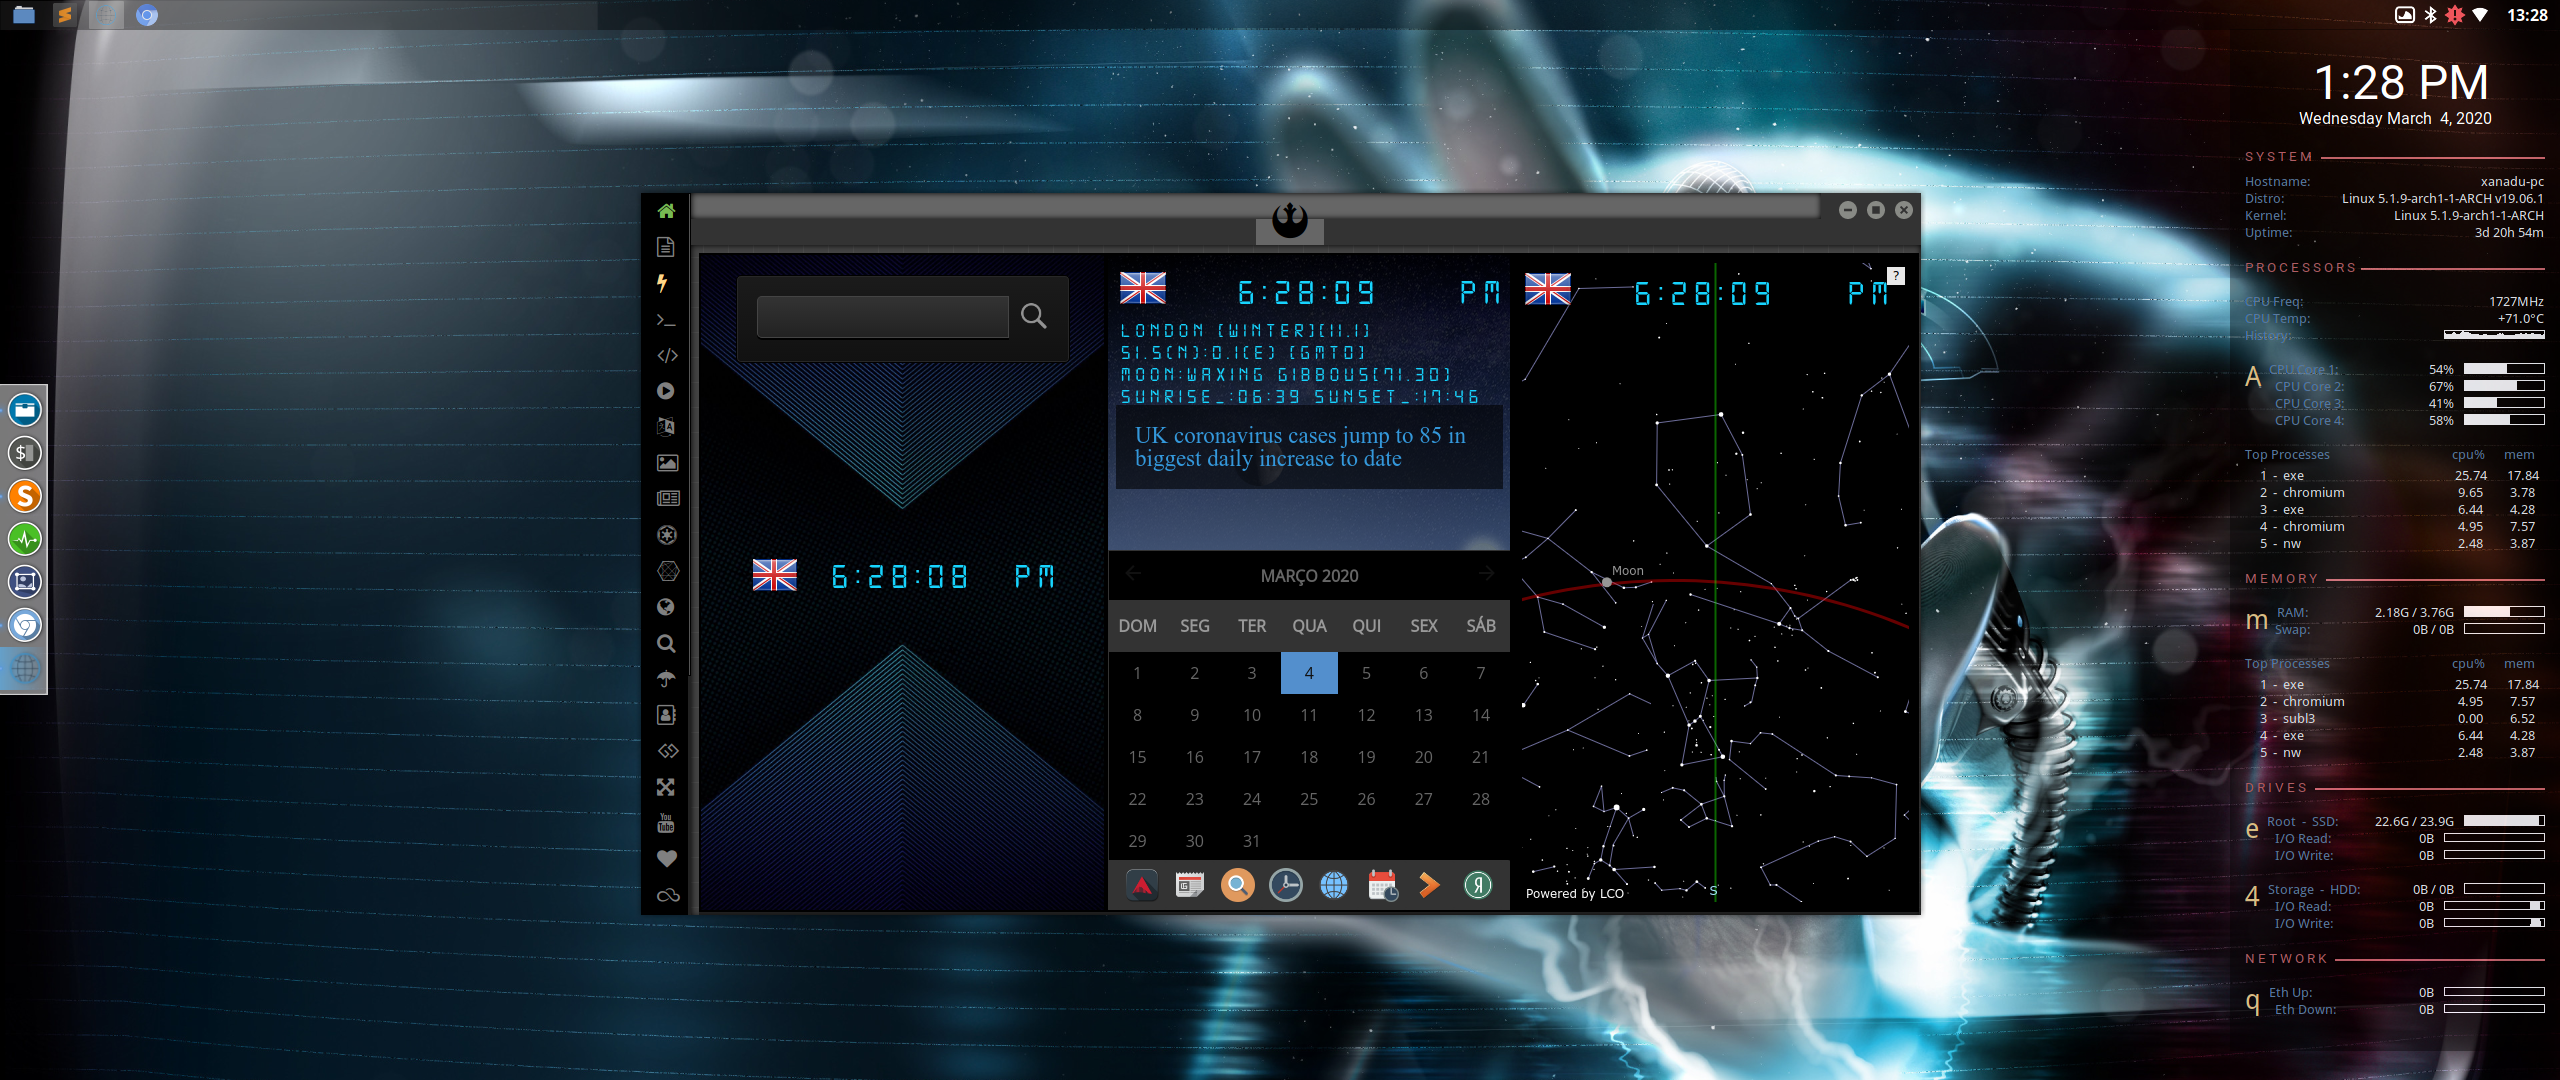 13:28
1:28 PM
Wednesday March 4, 2020
SYSTEM
Hostname: xanadu-pc
Distro: Linux 5.1.9-arch1-1-ARCH v19.06.1
Kernel: Linux 5.1.9-arch1-1-ARCH
Uptime: 3d 20h 54m
PROCESSORS
CPU Freq: 1727MHz
CPU Temp: +71.0°C
History:
A CPU Core 1: 54%
CPU Core 2: 67%
CPU Core 3: 41%
CPU Core 4: 58%
Top Processes cpu% mem
1 - exe 25.74 17.84
2 - chromium 9.65 3.78
3 - exe 6.44 4.28
4 - chromium 4.95 7.57
5 - nw 2.48 3.87
MEMORY
m RAM: 2.18G / 3.76G
Swap: 0B / 0B
Top Processes cpu% mem
1 - exe 25.74 17.84
2 - chromium 4.95 7.57
3 - subl3 0.00 6.52
4 - exe 6.44 4.28
5 - nw 2.48 3.87
DRIVES
e Root - SSD: 22.6G / 23.9G
I/O Read: 0B
I/O Write: 0B
4 Storage - HDD: 0B / 0B
I/O Read: 0B
I/O Write: 0B
NETWORK
q Eth Up: 0B
Eth Down: 0B
6:28:08 PM
6:28:09 PM
LONDON [WINTER][11.1]
51.5(N):0.1(E) [GMT0]
MOON:WAXING GIBBOUS[71.30]
SUNRISE_:06:39 SUNSET_:17:46
UK coronavirus cases jump to 85 in
biggest daily increase to date
MARÇO 2020
DOM SEG TER QUA QUI SEX SÁB
1 2 3 4 5 6 7
8 9 10 11 12 13 14
15 16 17 18 19 20 21
22 23 24 25 26 27 28
29 30 31
6:28:09 PM
?
Moon
Powered by LCO
S
You
Tube